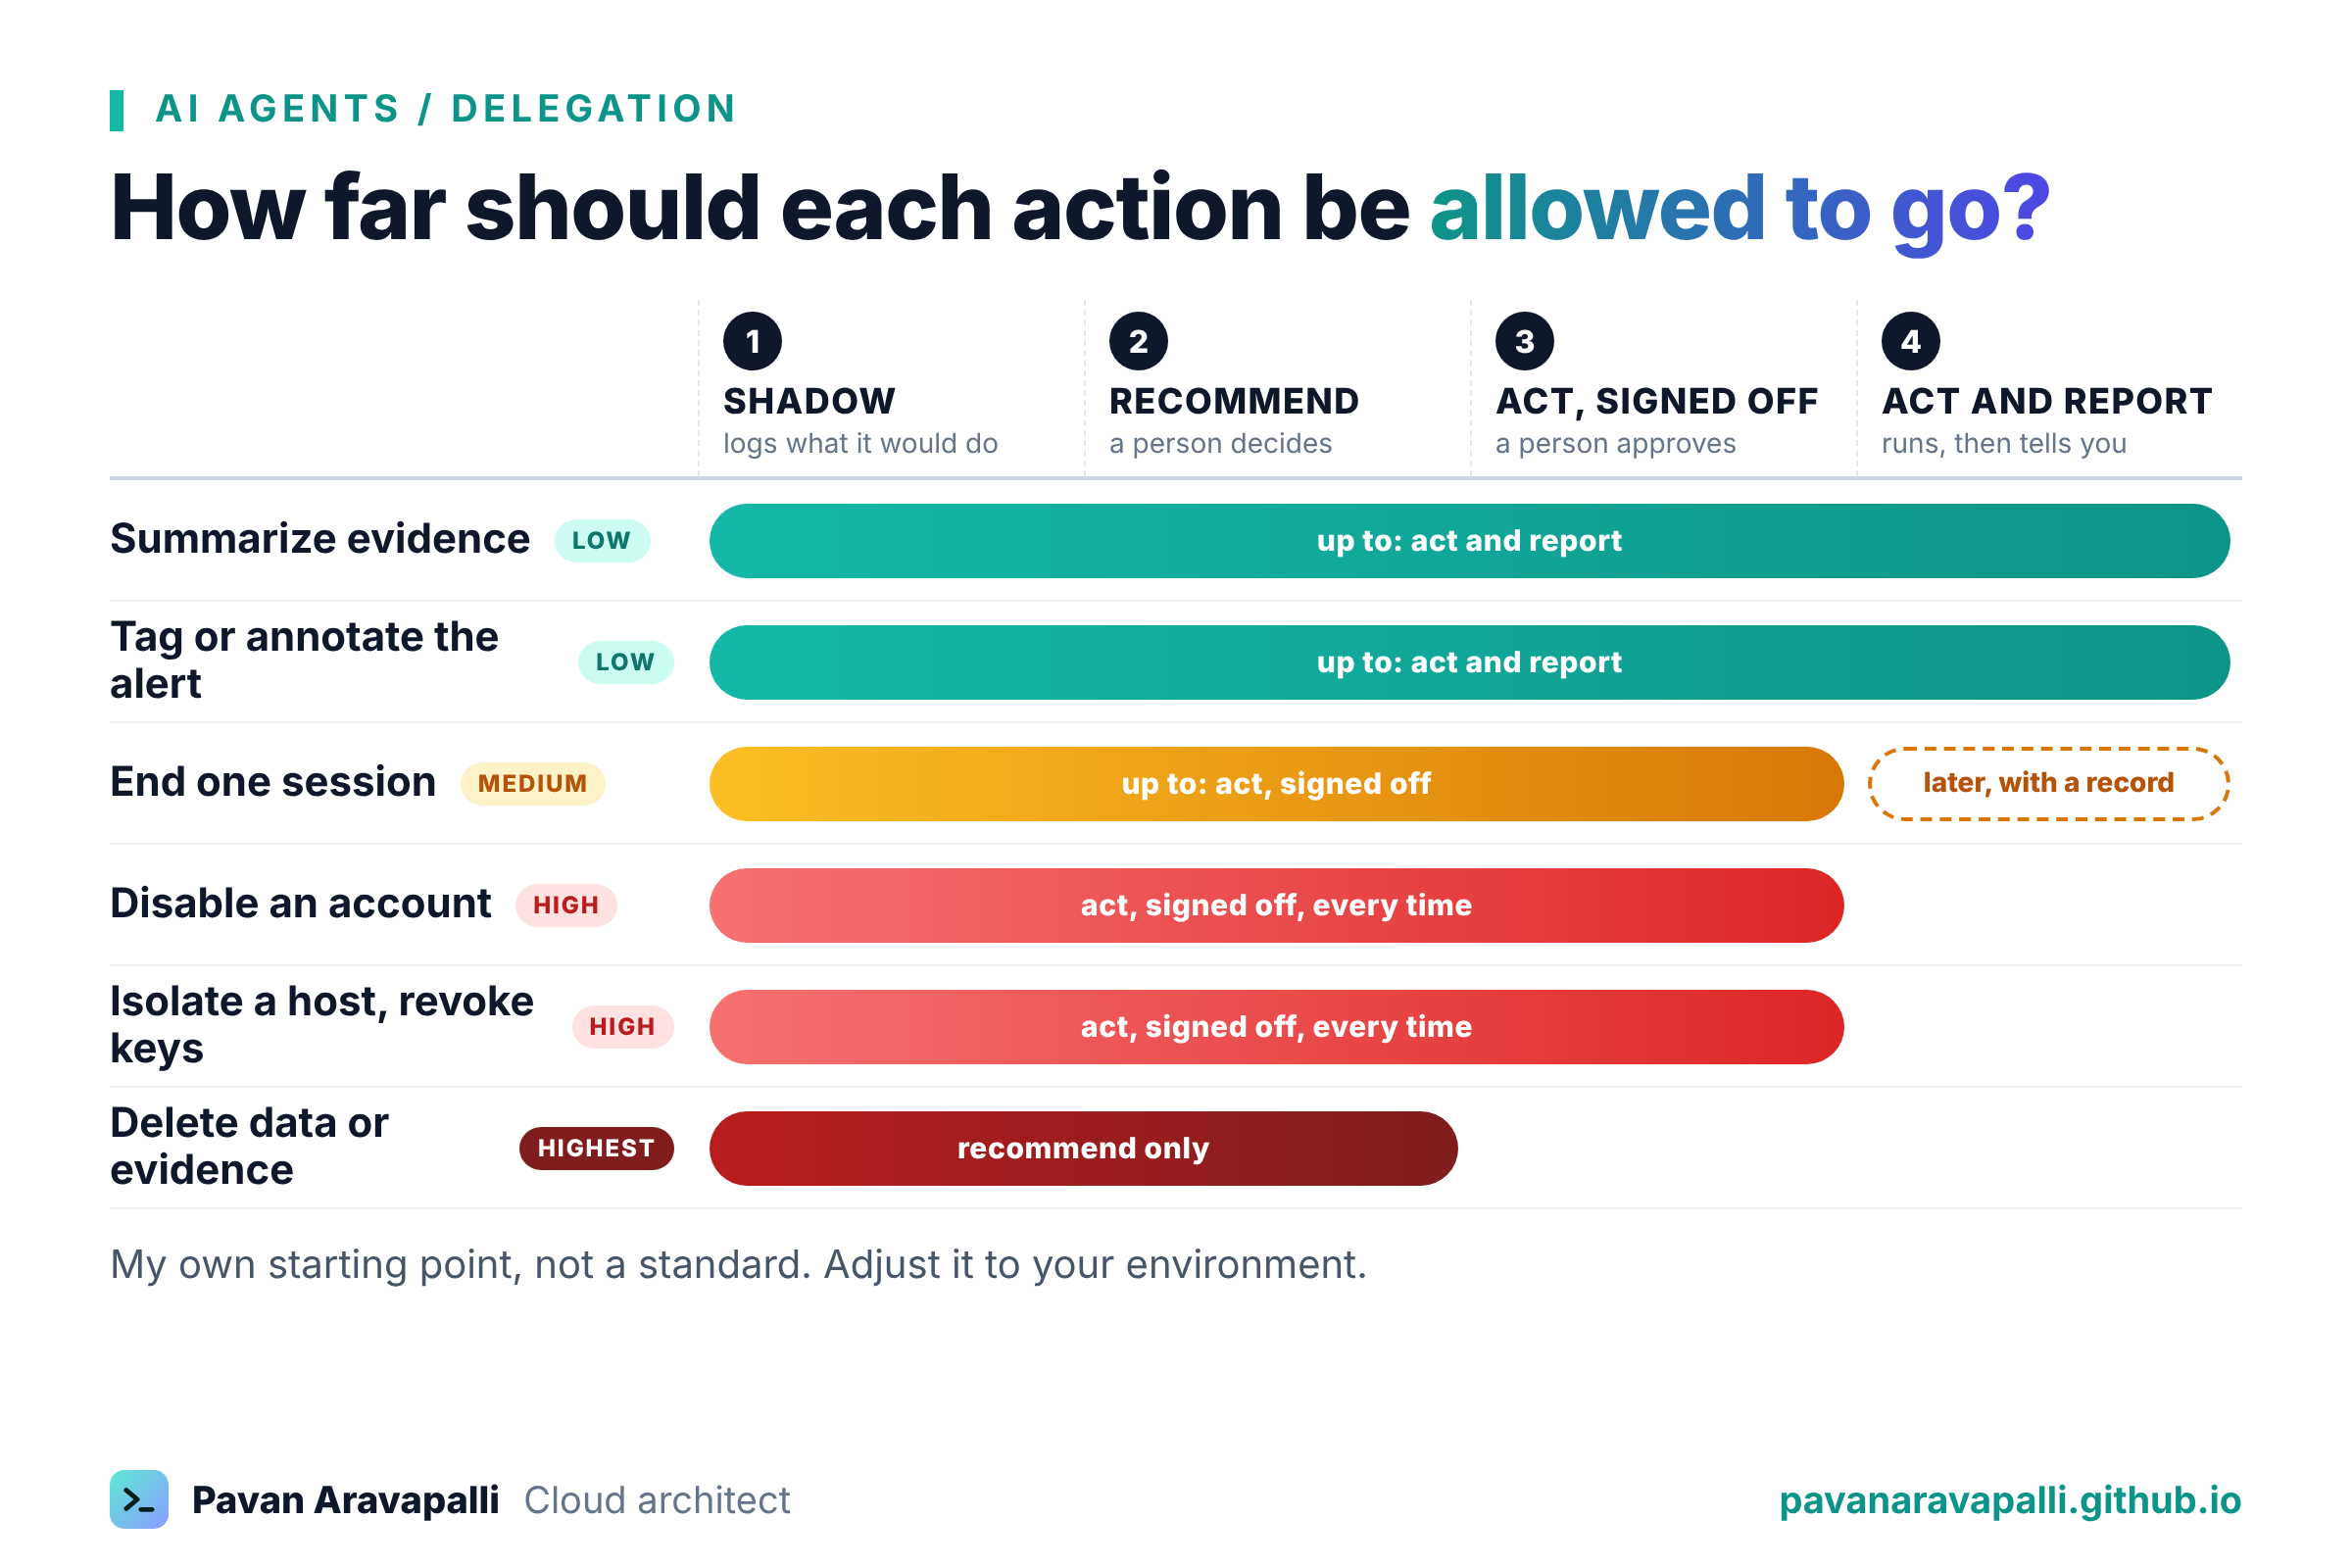 AI AGENTS / DELEGATION
How far should each action be allowed to go?
1
SHADOW
logs what it would do
2
RECOMMEND
a person decides
3
ACT, SIGNED OFF
a person approves
4
ACT AND REPORT
runs, then tells you
Summarize evidence LOW up to: act and report
Tag or annotate the
alert
LOW up to: act and report
End one session MEDIUM up to: act, signed off later, with a record
Disable an account HIGH act, signed off, every time
Isolate a host, revoke
keys
HIGH act, signed off, every time
Delete data or
evidence
HIGHEST recommend only
My own starting point, not a standard. Adjust it to your environment.
Pavan Aravapalli Cloud architect pavanaravapalli.github.io